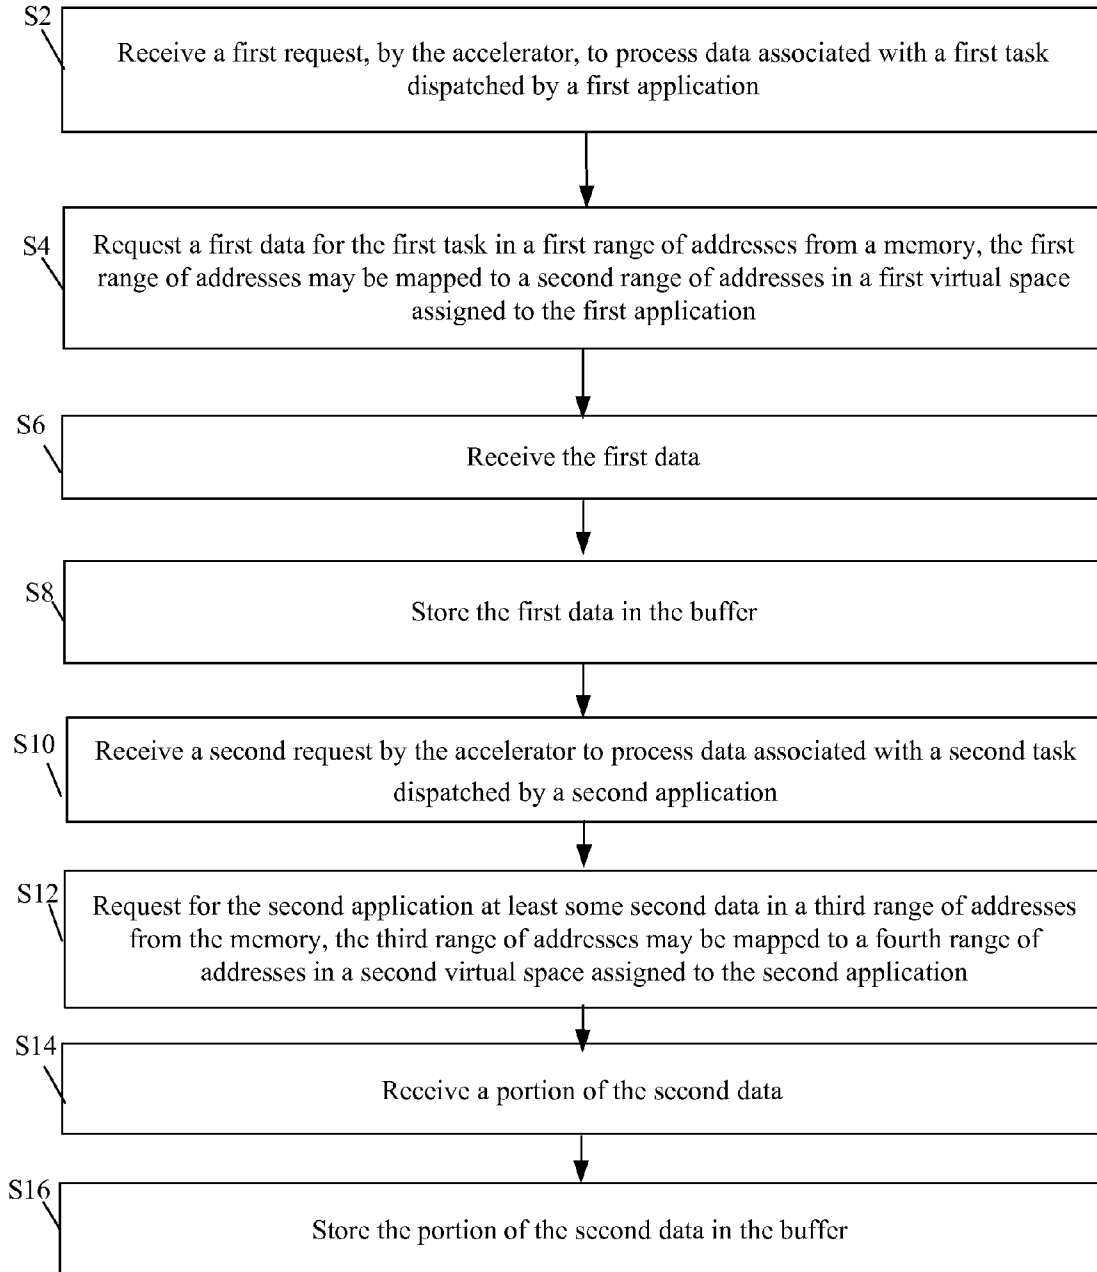 S2
Receive a first request, by the accelerator, to process data associated with a first task
dispatched by a first application
S4
Request a first data for the first task in a first range of addresses from a memory, the first
range of addresses may be mapped to a second range of addresses in a first virtual space
assigned to the first application
S6
Receive the first data
S8
Store the first data in the buffer
S10
Receive a second request by the accelerator to process data associated with a second task
dispatched by a second application
S12
Request for the second application at least some second data in a third range of addresses
from the memory, the third range of addresses may be mapped to a fourth range of
addresses in a second virtual space assigned to the second application
S14
Receive a portion of the second data
S16
Store the portion of the second data in the buffer